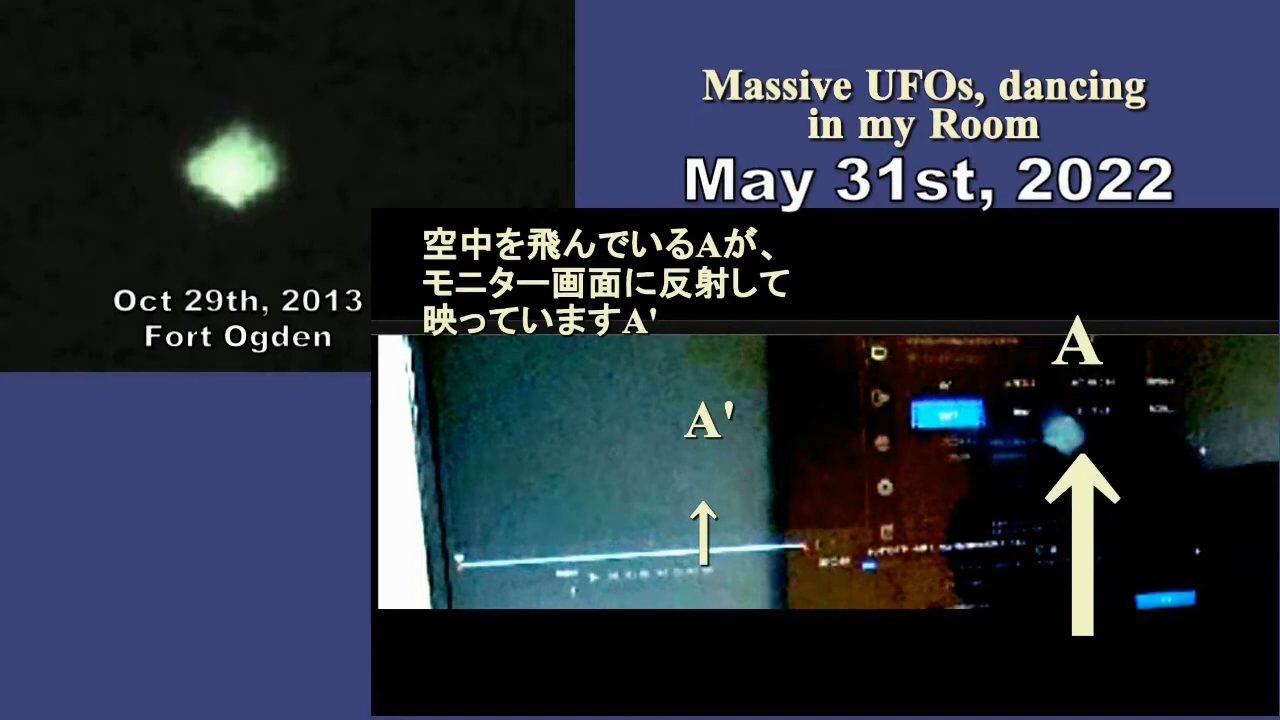 Massive UFOs, dancing
in my Room
May 31st, 2022
Oct 29th, 2013
Fort Ogden
空中を飛んでいるAが、
モニター画面に反射して
映っていますA'
A
A'